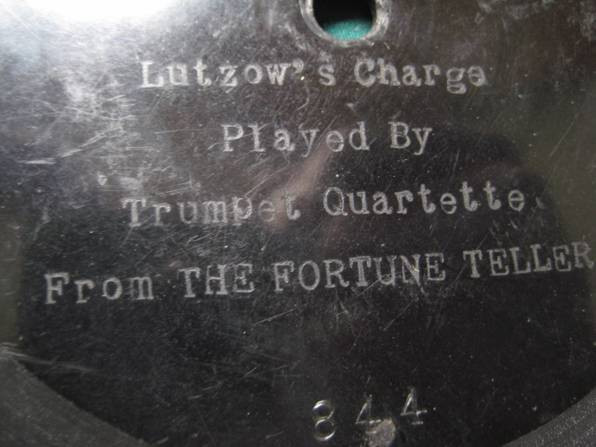 Lutzow's Charge
Played By
Trumpet Quartette
From THE FORTUNE TELLER
844